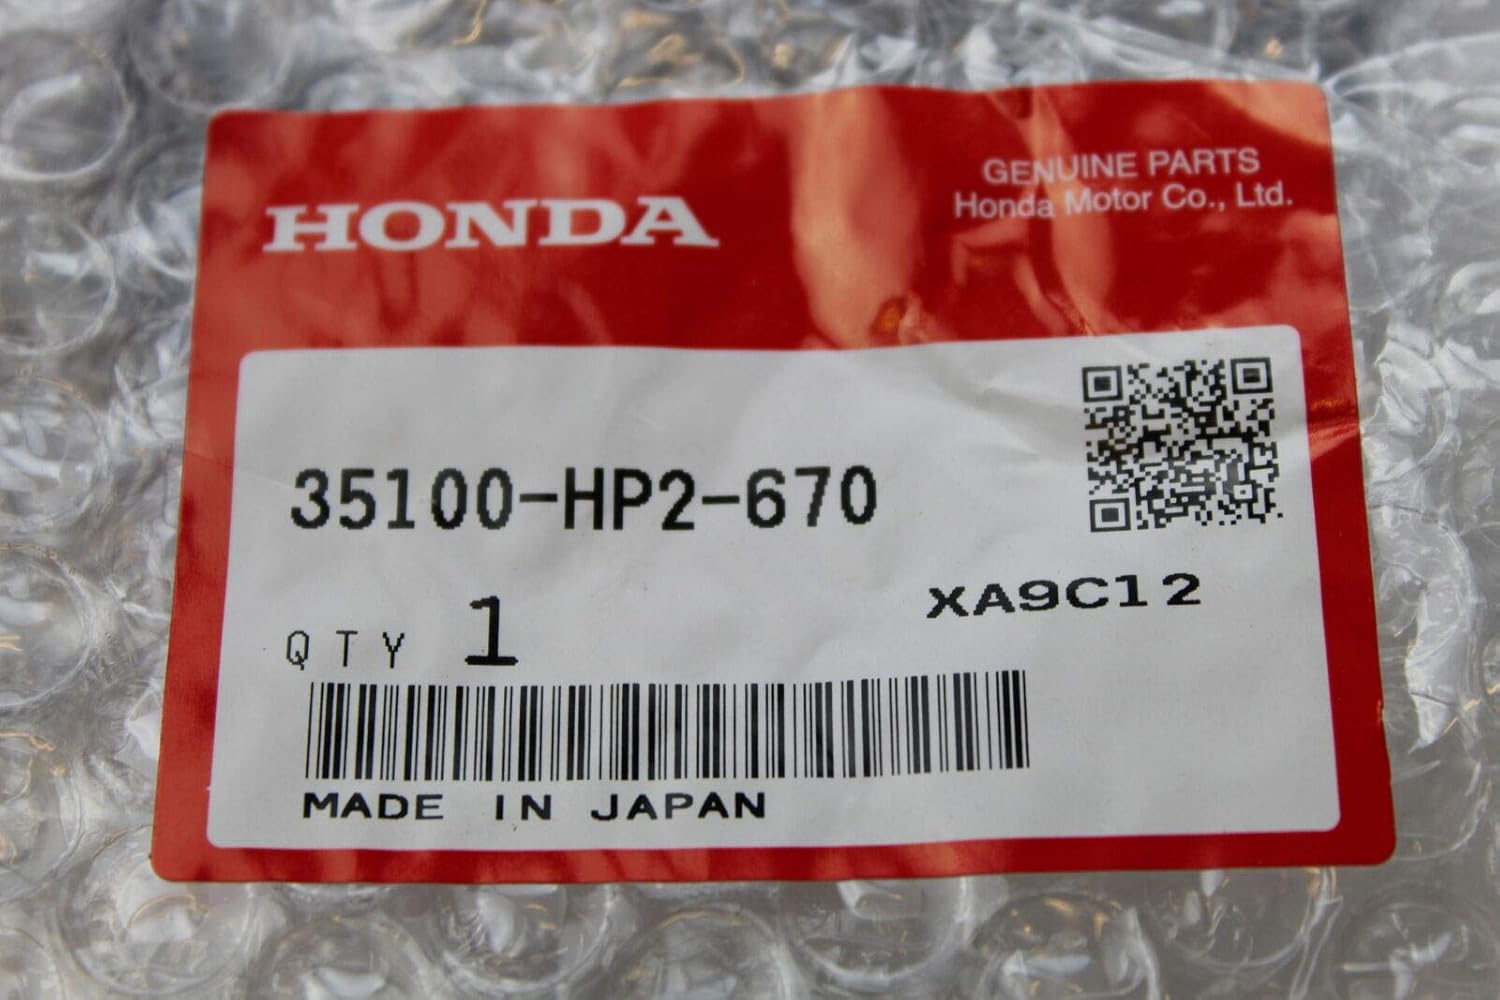 HONDA
GENUINE PARTS
Honda Motor Co., Ltd.
35100-HP2-670
XA9C12
QTY 1
MADE IN JAPAN